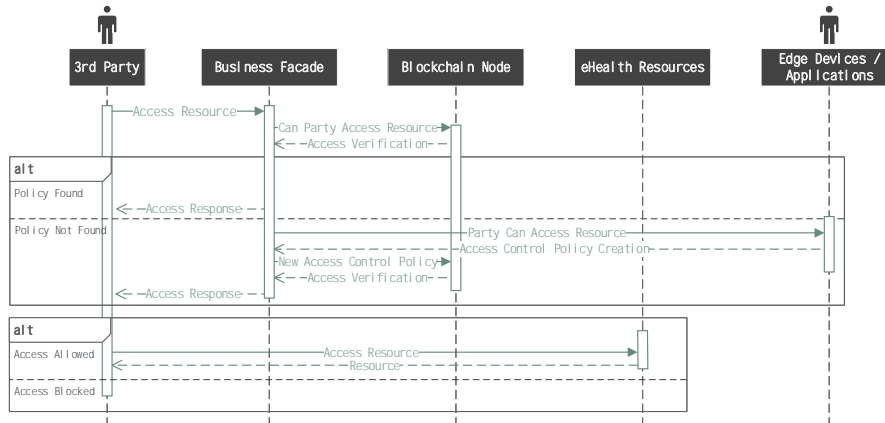 3rd Party
Business Facade
Blockchain Node
eHealth Resources
Edge Devices /
Applications
Access Resource
Can Party Access Resource
Access Verification
alt
Policy Found
Access Response
Policy Not Found
Party Can Access Resource
Access Control Policy Creation
New Access Control Policy
Access Verification
Access Response
alt
Access Allowed
Access Resource
Resource
Access Blocked